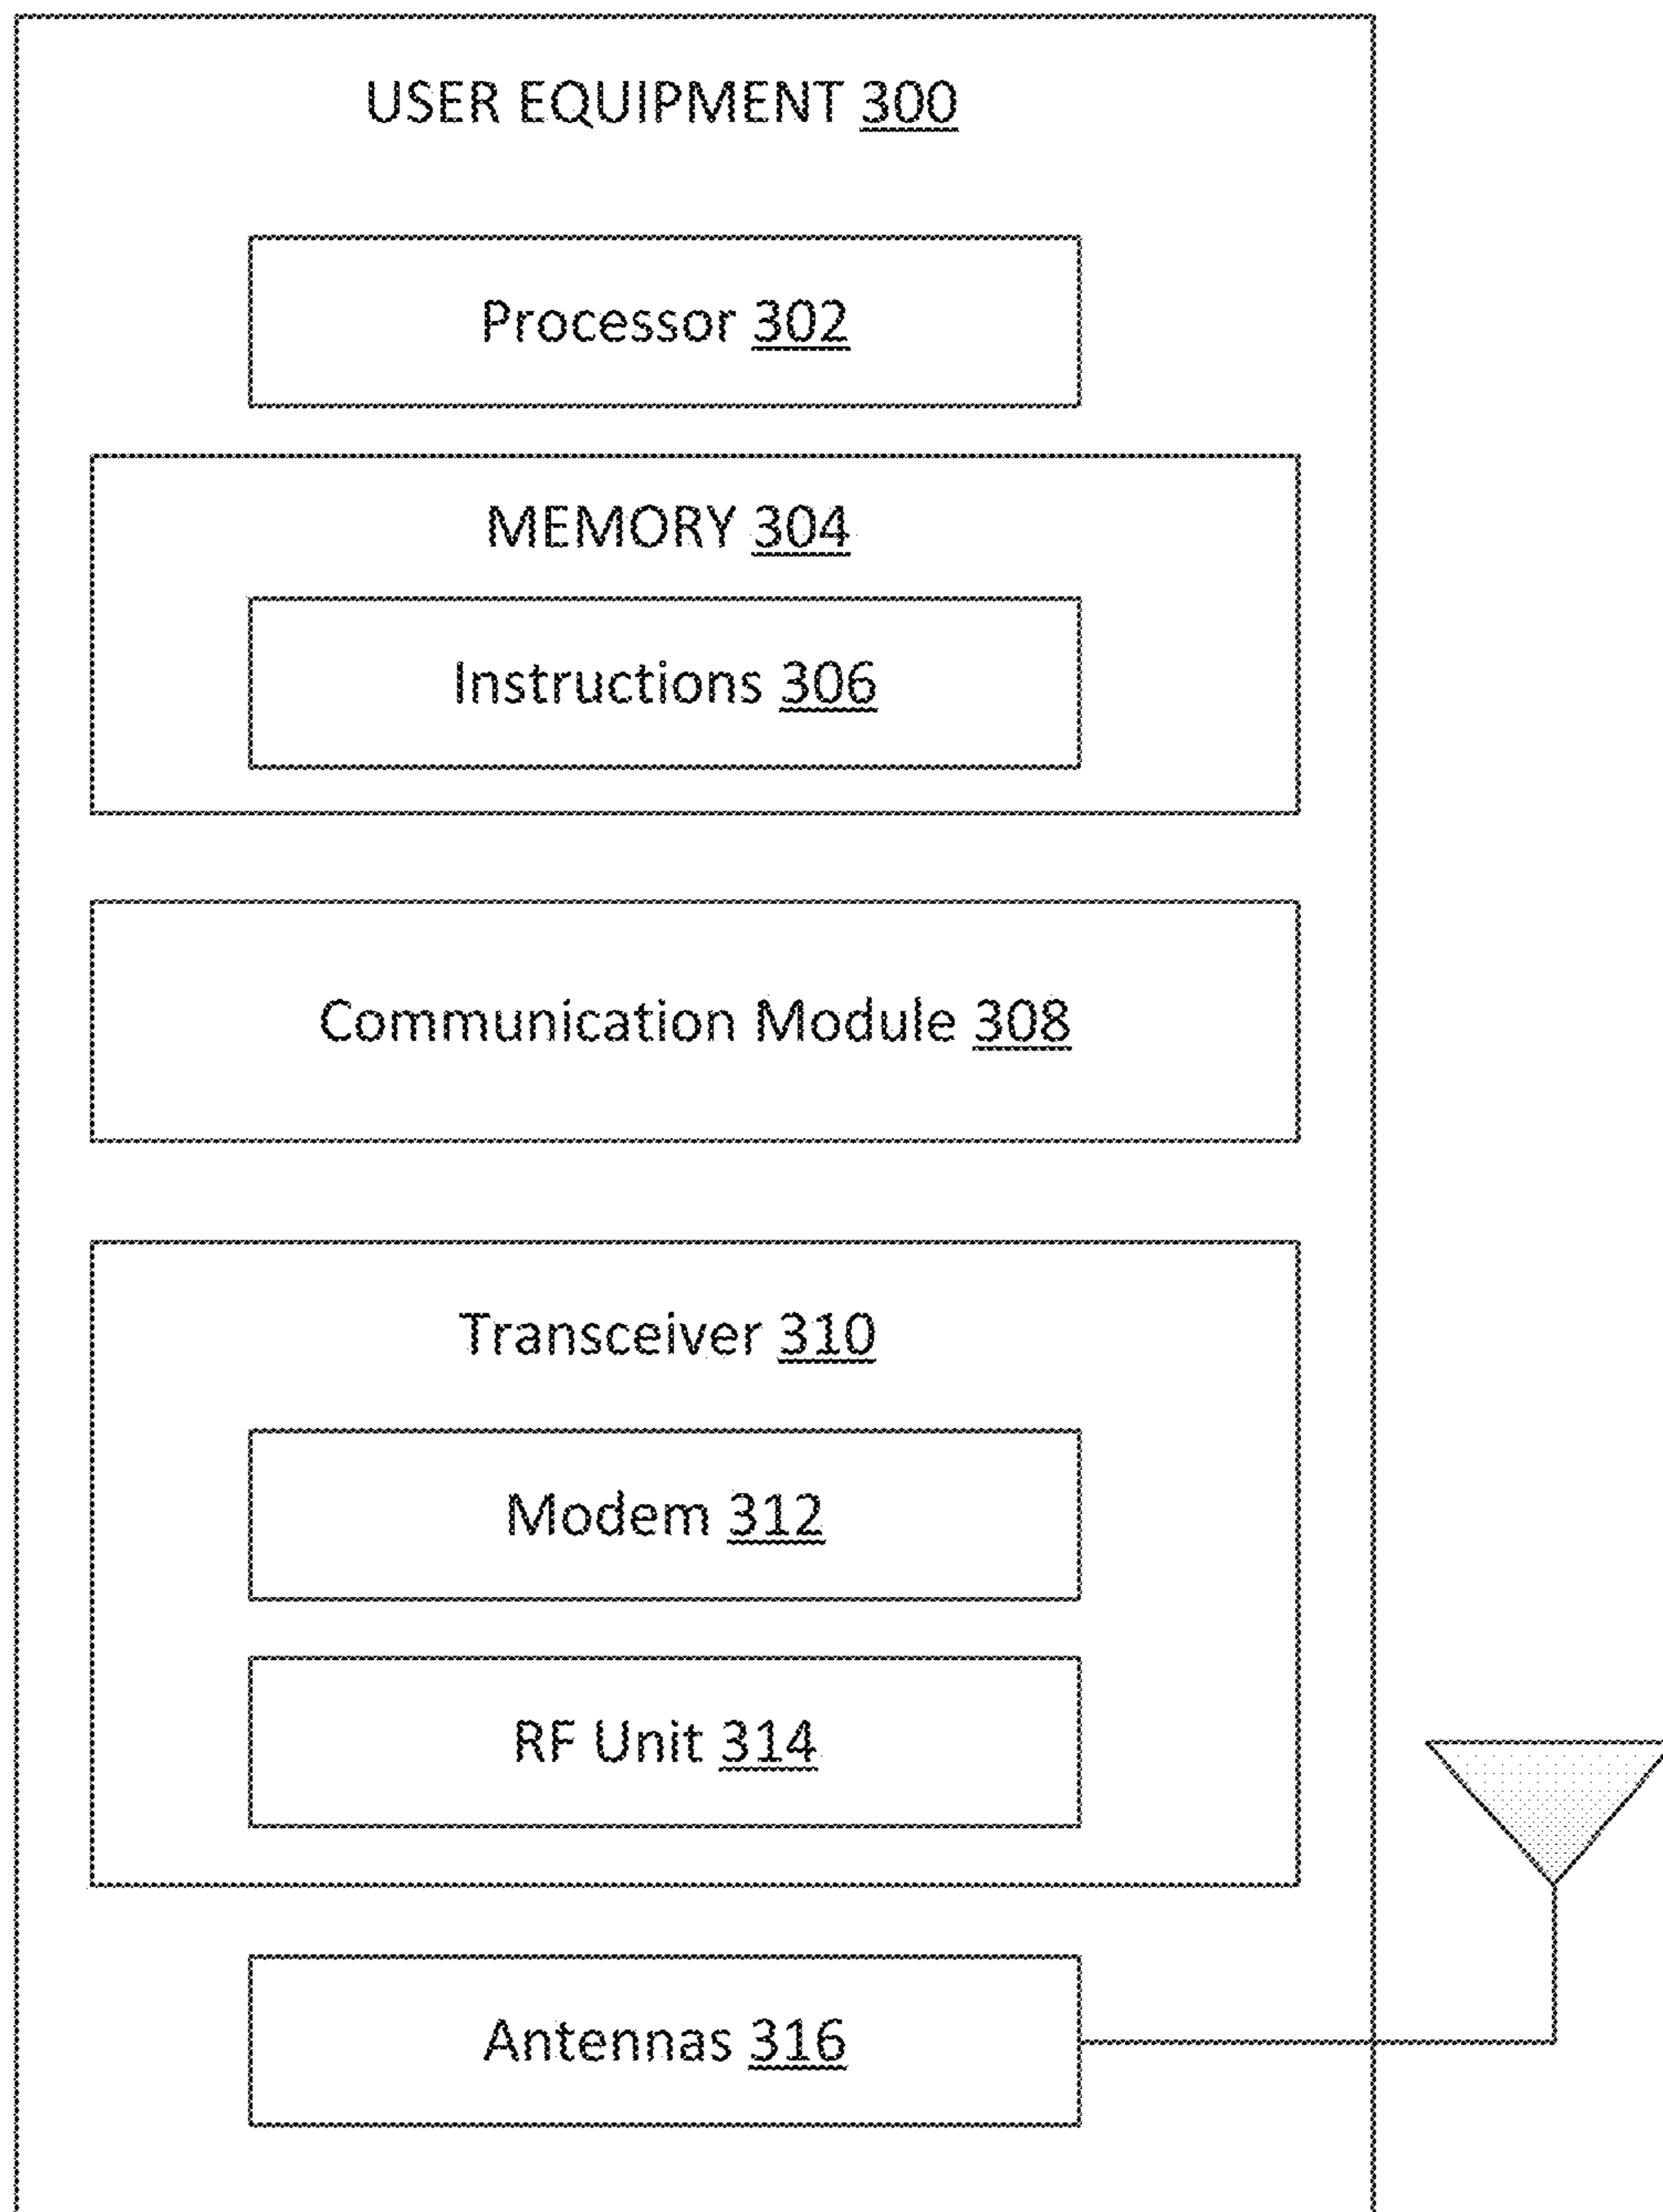 USER EQUIPMENT 300
Processor 302
MEMORY 304
Instructions 306
Communication Module 308
Transceiver 310
Modem 312
RF Unit 314
Antennas 316